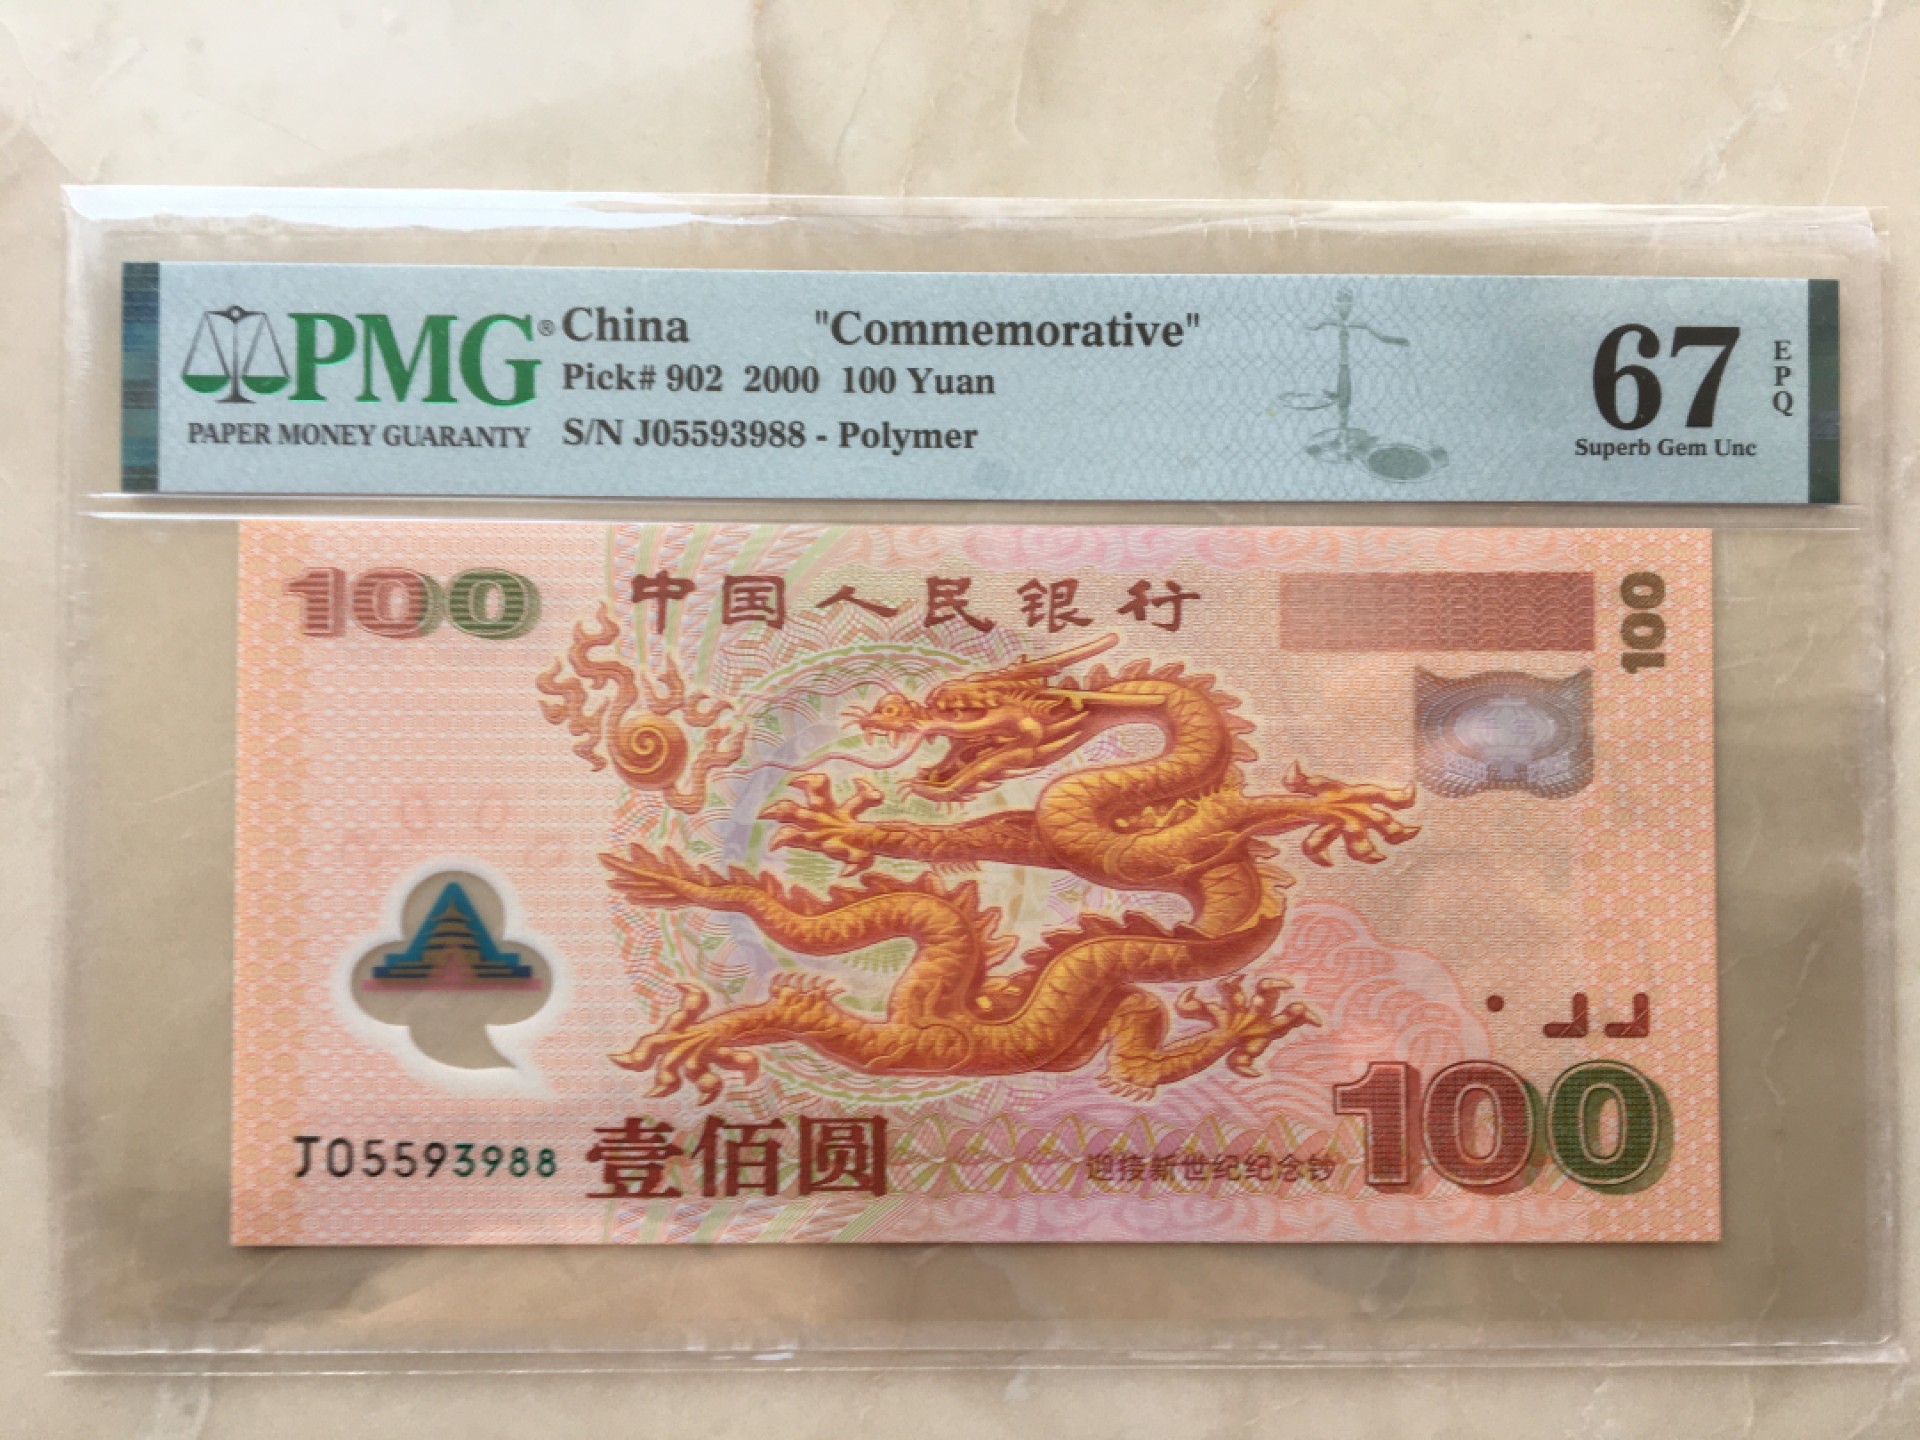 PMG®
PAPER MONEY GUARANTY
China "Commemorative"
Pick# 902 2000 100 Yuan
S/N J05593988 - Polymer
67
EPQ
Superb Gem Unc
100
中国人民银行
100
J05593988
壹佰圆
迎接新世纪纪念钞
100